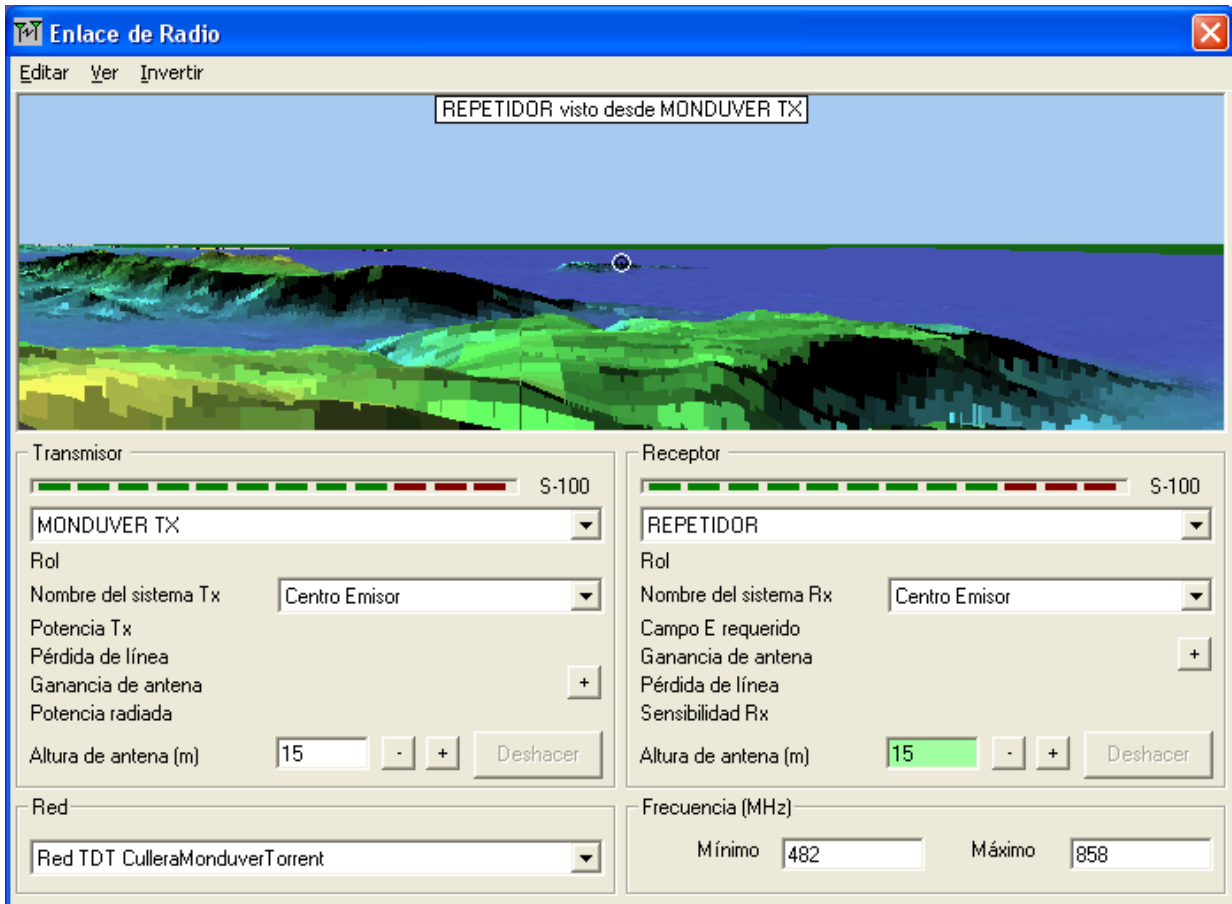 Enlace de Radio
Editar Ver Invertir
REPETIDOR visto desde MONDUVER TX
Transmisor
S-100
MONDUVER TX
Rol
Nombre del sistema Tx Centro Emisor
Potencia Tx
Pérdida de línea
Ganancia de antena +
Potencia radiada
Altura de antena (m) 15 - + Deshacer
Red
Red TDT CulleraMonduverTorrent
Receptor
S-100
REPETIDOR
Rol
Nombre del sistema Rx Centro Emisor
Campo E requerido
Ganancia de antena +
Pérdida de línea
Sensibilidad Rx
Altura de antena (m) 15 - + Deshacer
Frecuencia (MHz)
Mínimo 482 Máximo 858